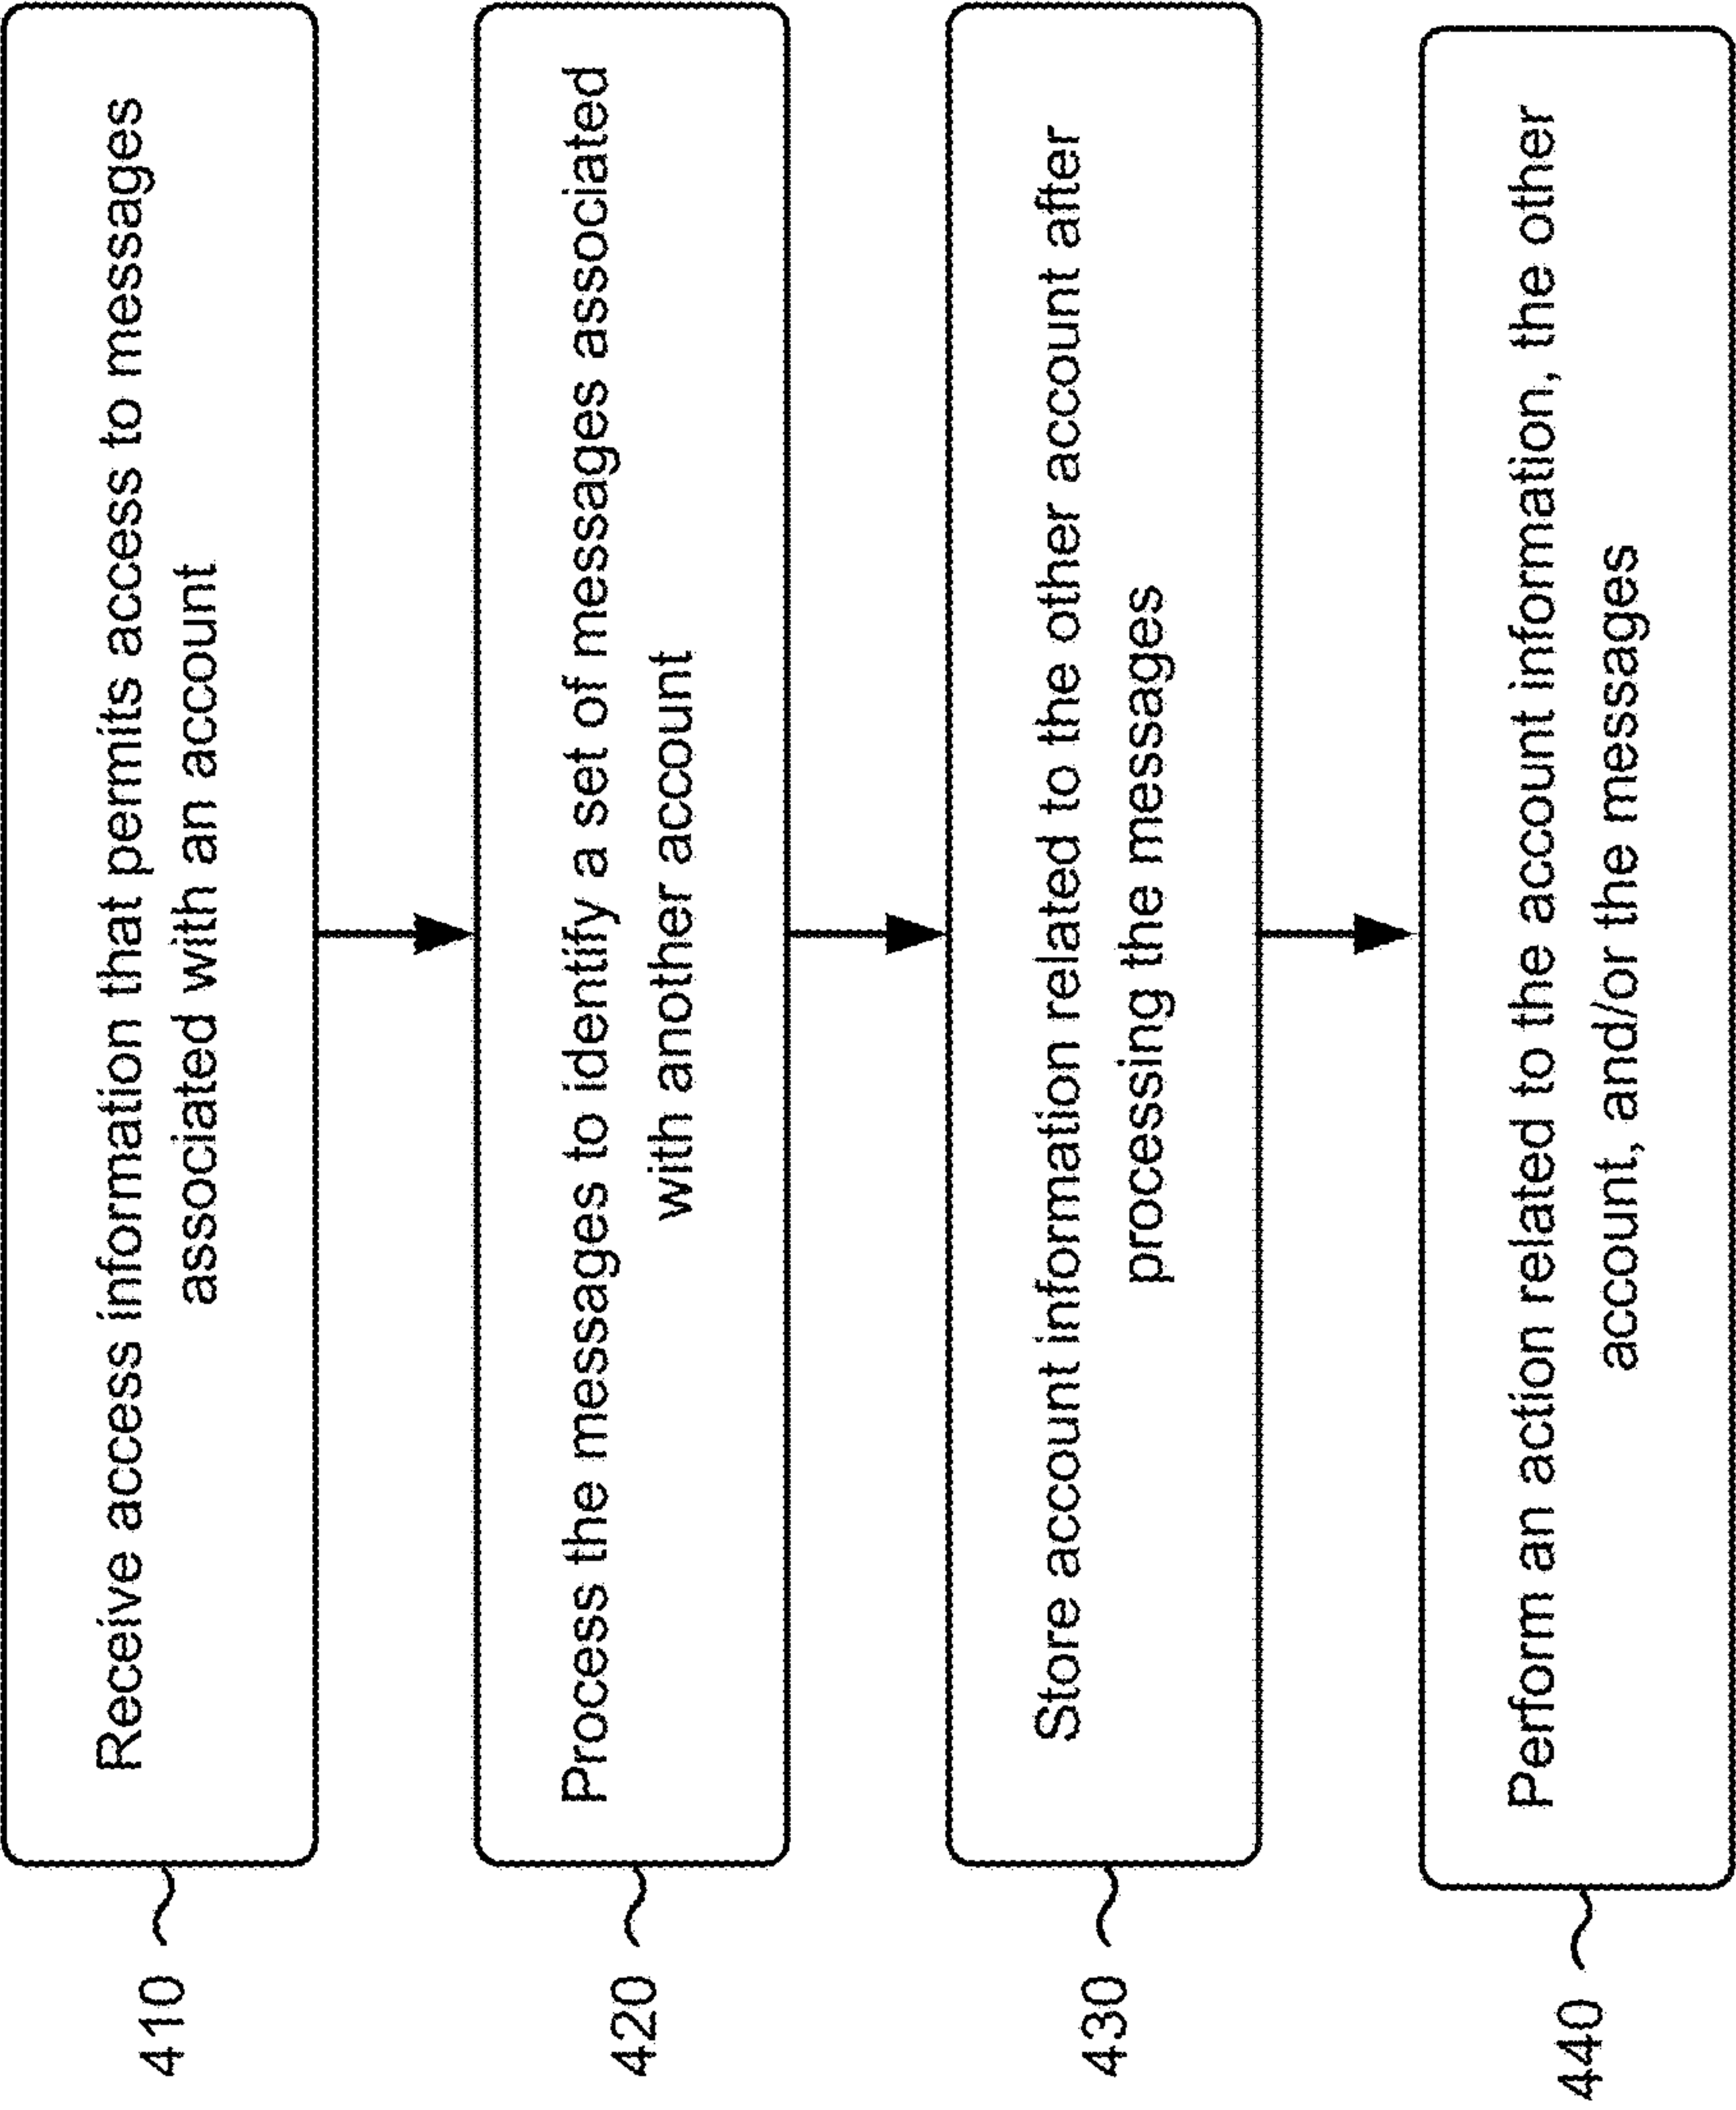 410
Receive access information that permits access to messages
associated with an account
420
Process the messages to identify a set of messages associated
with another account
430
Store account information related to the other account after
processing the messages
440
Perform an action related to the account information, the other
account, and/or the messages